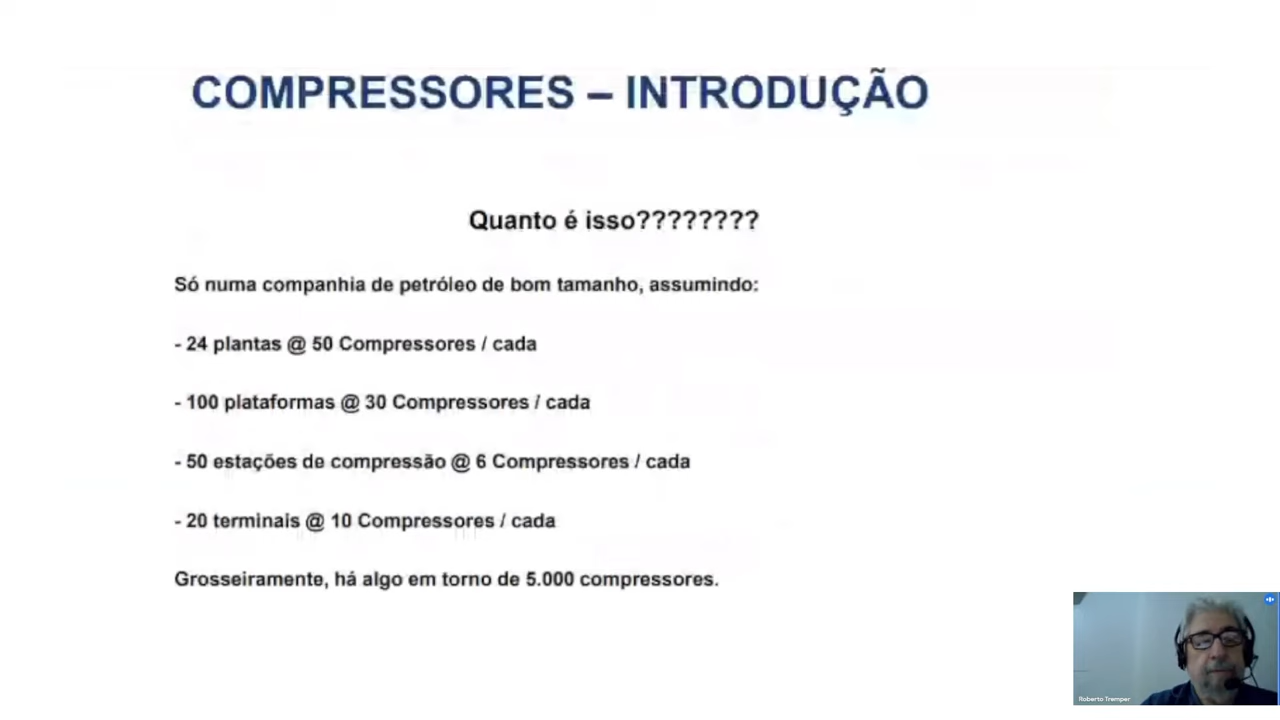 COMPRESSORES – INTRODUÇÃO
Quanto é isso????????
Só numa companhia de petróleo de bom tamanho, assumindo:
- 24 plantas @ 50 Compressores / cada
- 100 plataformas @ 30 Compressores / cada
- 50 estações de compressão @ 6 Compressores / cada
- 20 terminais @ 10 Compressores / cada
Grosseiramente, há algo em torno de 5.000 compressores.
Roberto Tremper